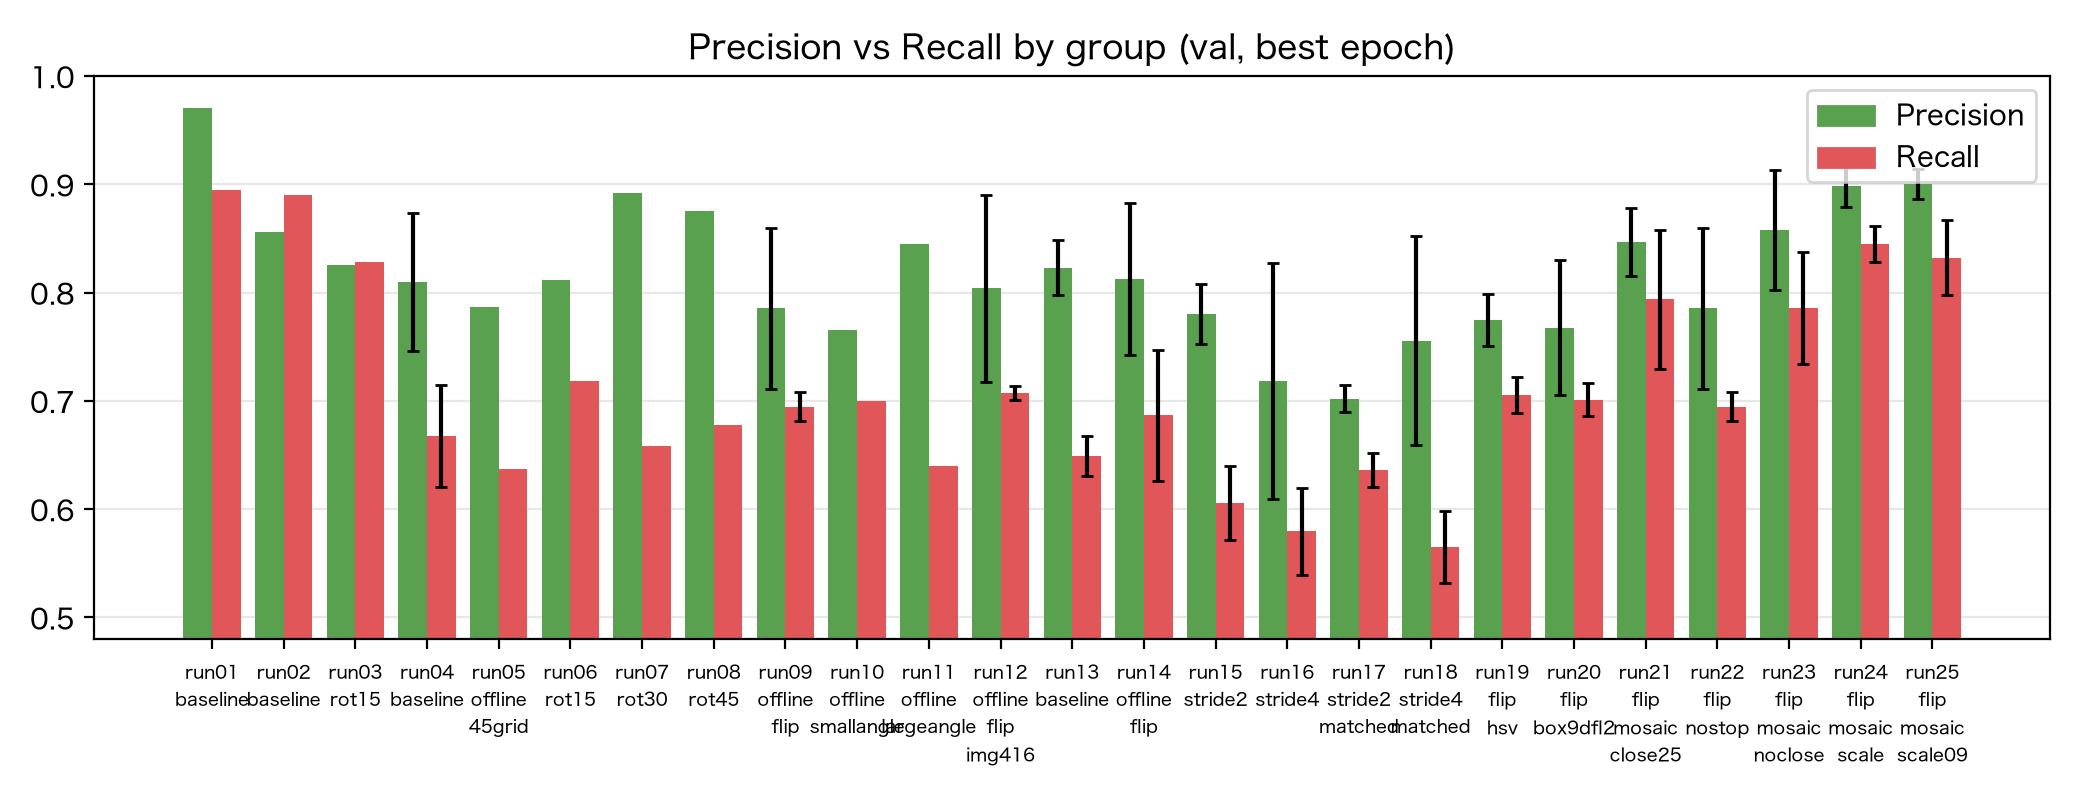 Precision vs Recall by group (val, best epoch)
1.0
0.9
0.8
0.7
0.6
0.5
Precision
Recall
run01
baseline
run02
baseline
run03
rot15
run04
baseline
run05
offline
45grid
run06
rot15
run07
rot30
run08
rot45
run09
offline
flip
run10
offline
smallangle
run11
offline
largeangle
run12
offline
flip
img416
run13
baseline
run14
offline
flip
run15
stride2
run16
stride4
run17
stride2
matched
run18
stride4
matched
run19
flip
hsv
run20
flip
box9dfl2
run21
flip
mosaic
close25
run22
flip
nostop
run23
flip
mosaic
noclose
run24
flip
mosaic
scale
run25
flip
mosaic
scale09